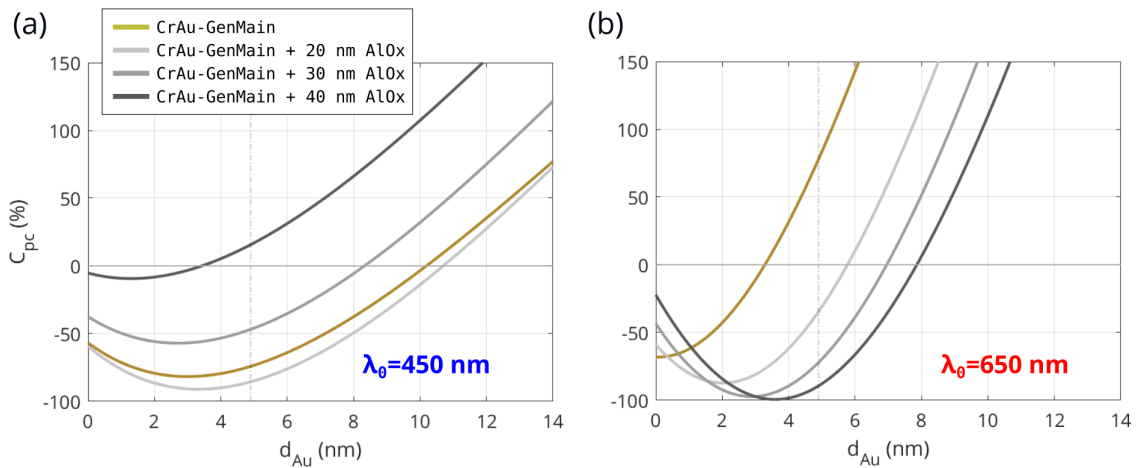 (a)
CrAu-GenMain
CrAu-GenMain + 20 nm AlOx
CrAu-GenMain + 30 nm AlOx
CrAu-GenMain + 40 nm AlOx
150
100
50
0
-50
-100
C_pc (%)
0 2 4 6 8 10 12 14
d_Au (nm)
λ_θ=450 nm
(b)
150
100
50
0
-50
-100
0 2 4 6 8 10 12 14
d_Au (nm)
λ_θ=650 nm